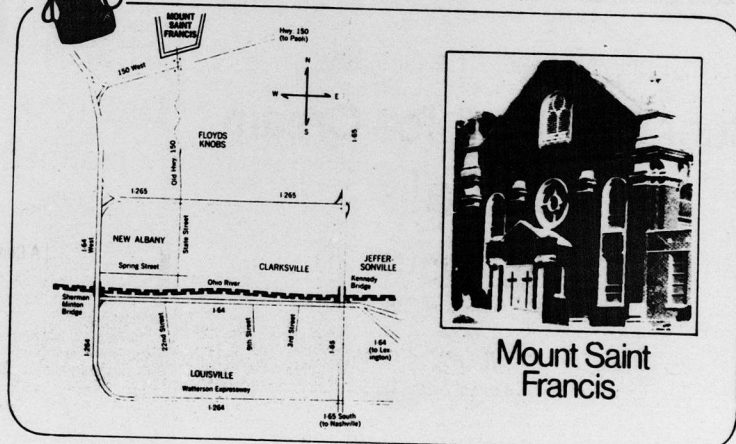 MOUNT
SAINT
FRANCIS
Hwy. 150
(to Paoli)
150 West
N
W
E
S
I-65
FLOYDS
KNOBS
Old Hwy 150
I-265
I-265
I-64
West
NEW ALBANY
State Street
Spring Street
CLARKSVILLE
JEFFER-
SONVILLE
Kennedy
Bridge
Ohio River
Sherman
Minton
Bridge
I-64
22nd Street
9th Street
3rd Street
I-65
I-264
I-64
(to Lex
ington)
LOUISVILLE
Watterson Expressway
I-264
I-65 South
(to Nashville)
Mount Saint
Francis